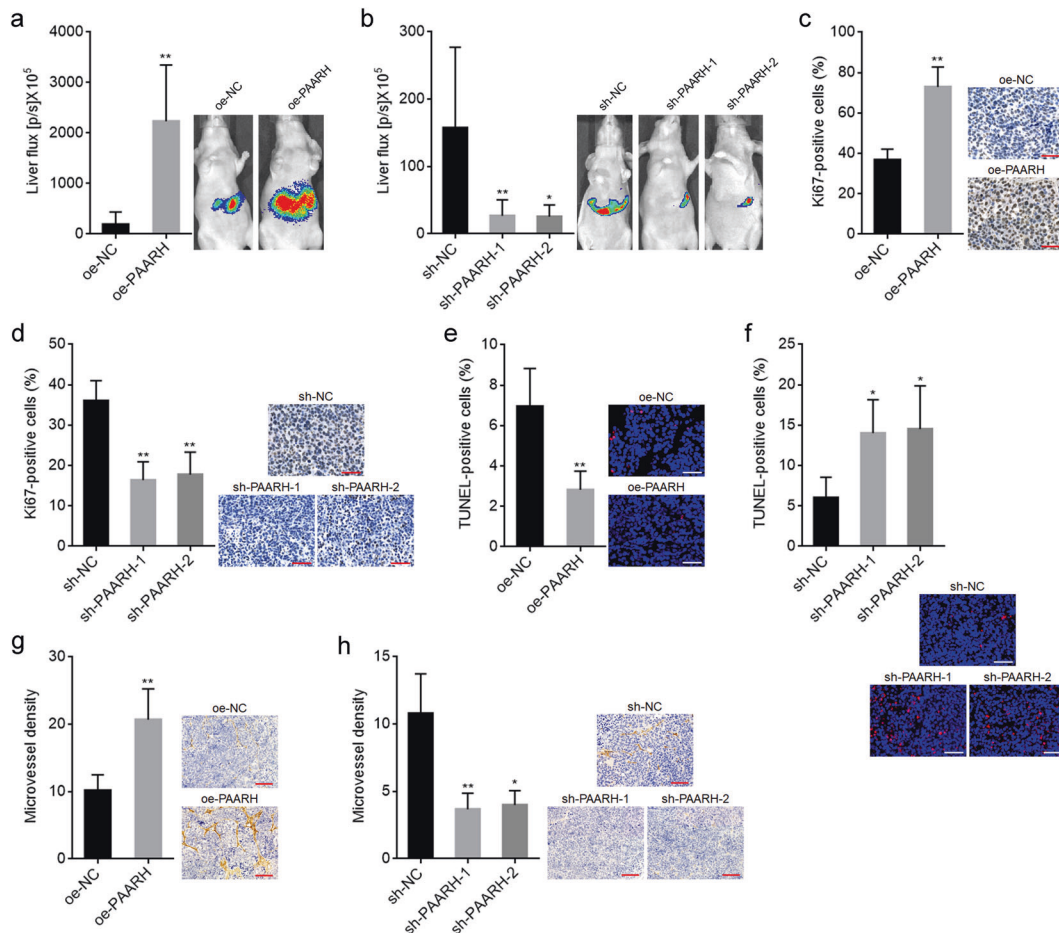 a
Liver flux [p/s]X10⁵
4000
3000
2000
1000
0
**
oe-NC
oe-PAARH
oe-NC
oe-PAARH
b
Liver flux [p/s]X10⁵
300
200
100
0
**
*
sh-NC
sh-PAARH-1
sh-PAARH-2
sh-NC
sh-PAARH-1
sh-PAARH-2
c
Ki67-positive cells (%)
100
80
60
40
20
0
**
oe-NC
oe-PAARH
oe-NC
oe-PAARH
d
Ki67-positive cells (%)
50
40
30
20
10
0
**
**
sh-NC
sh-PAARH-1
sh-PAARH-2
sh-NC
sh-PAARH-1
sh-PAARH-2
e
TUNEL-positive cells (%)
10
8
6
4
2
0
**
oe-NC
oe-PAARH
oe-NC
oe-PAARH
f
TUNEL-positive cells (%)
25
20
15
10
5
0
*
*
sh-NC
sh-PAARH-1
sh-PAARH-2
sh-NC
sh-PAARH-1
sh-PAARH-2
g
Microvessel density
30
20
10
0
**
oe-NC
oe-PAARH
oe-NC
oe-PAARH
h
Microvessel density
15
10
5
0
**
*
sh-NC
sh-PAARH-1
sh-PAARH-2
sh-NC
sh-PAARH-1
sh-PAARH-2